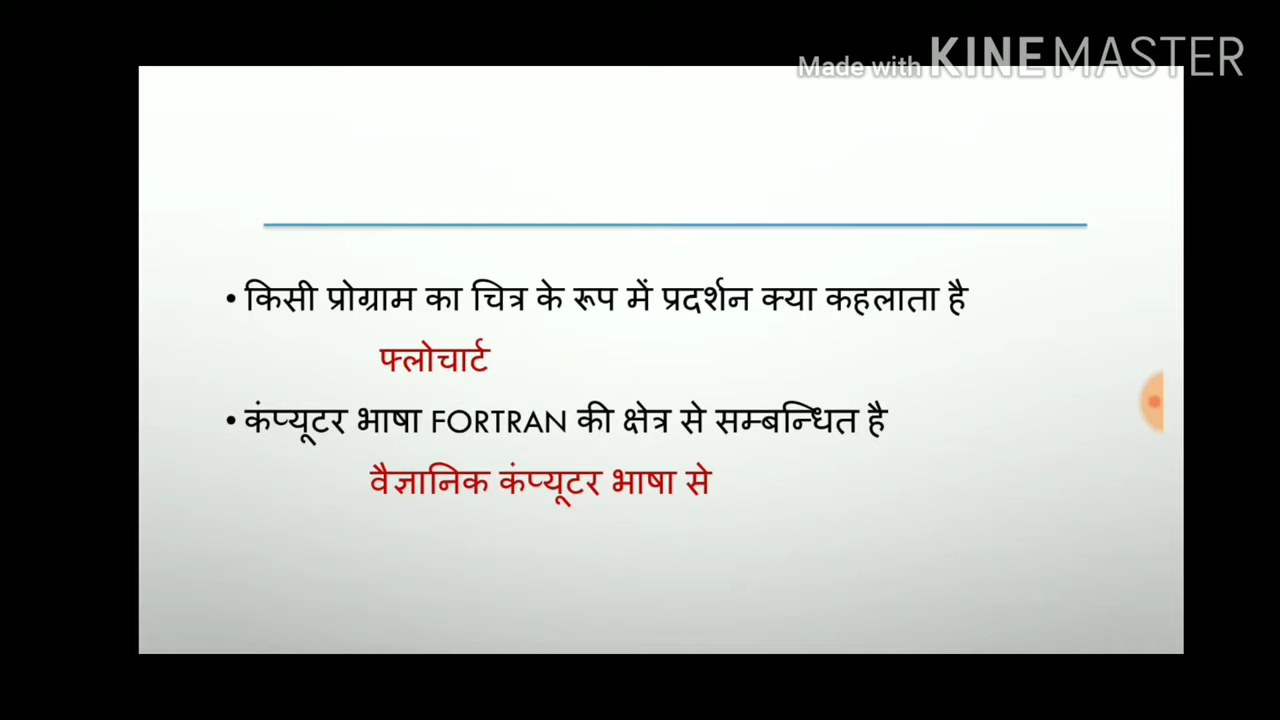 Made with KINEMASTER
• किसी प्रोग्राम का चित्र के रूप में प्रदर्शन क्या कहलाता है
फ्लोचार्ट
• कंप्यूटर भाषा FORTRAN की क्षेत्र से सम्बन्धित है
वैज्ञानिक कंप्यूटर भाषा से